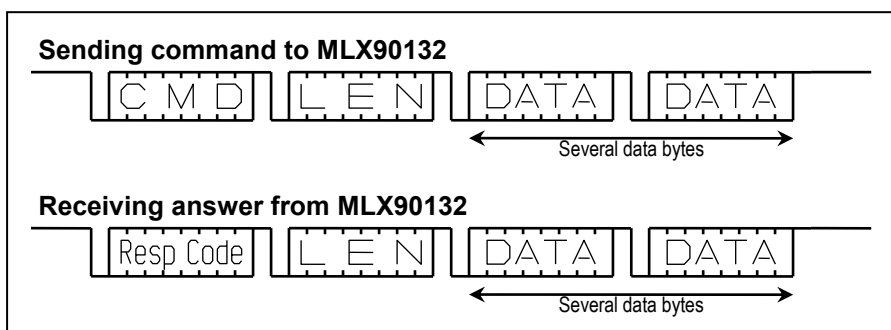 Sending command to MLX90132
CMD LEN DATA DATA
Several data bytes
Receiving answer from MLX90132
Resp Code LEN DATA DATA
Several data bytes